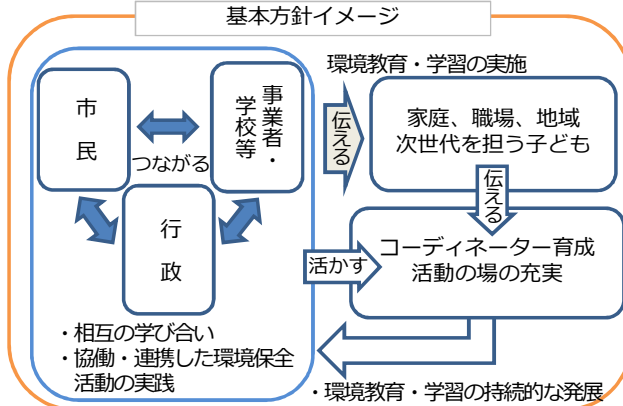 基本方針イメージ
市民
事業者・
学校等
つながる
行政
・相互の学び合い
・協働・連携した環境保全
活動の実践
環境教育・学習の実施
伝える
家庭、職場、地域
次世代を担う子ども
伝える
活かす
コーディネーター育成
活動の場の充実
・環境教育・学習の持続的な発展